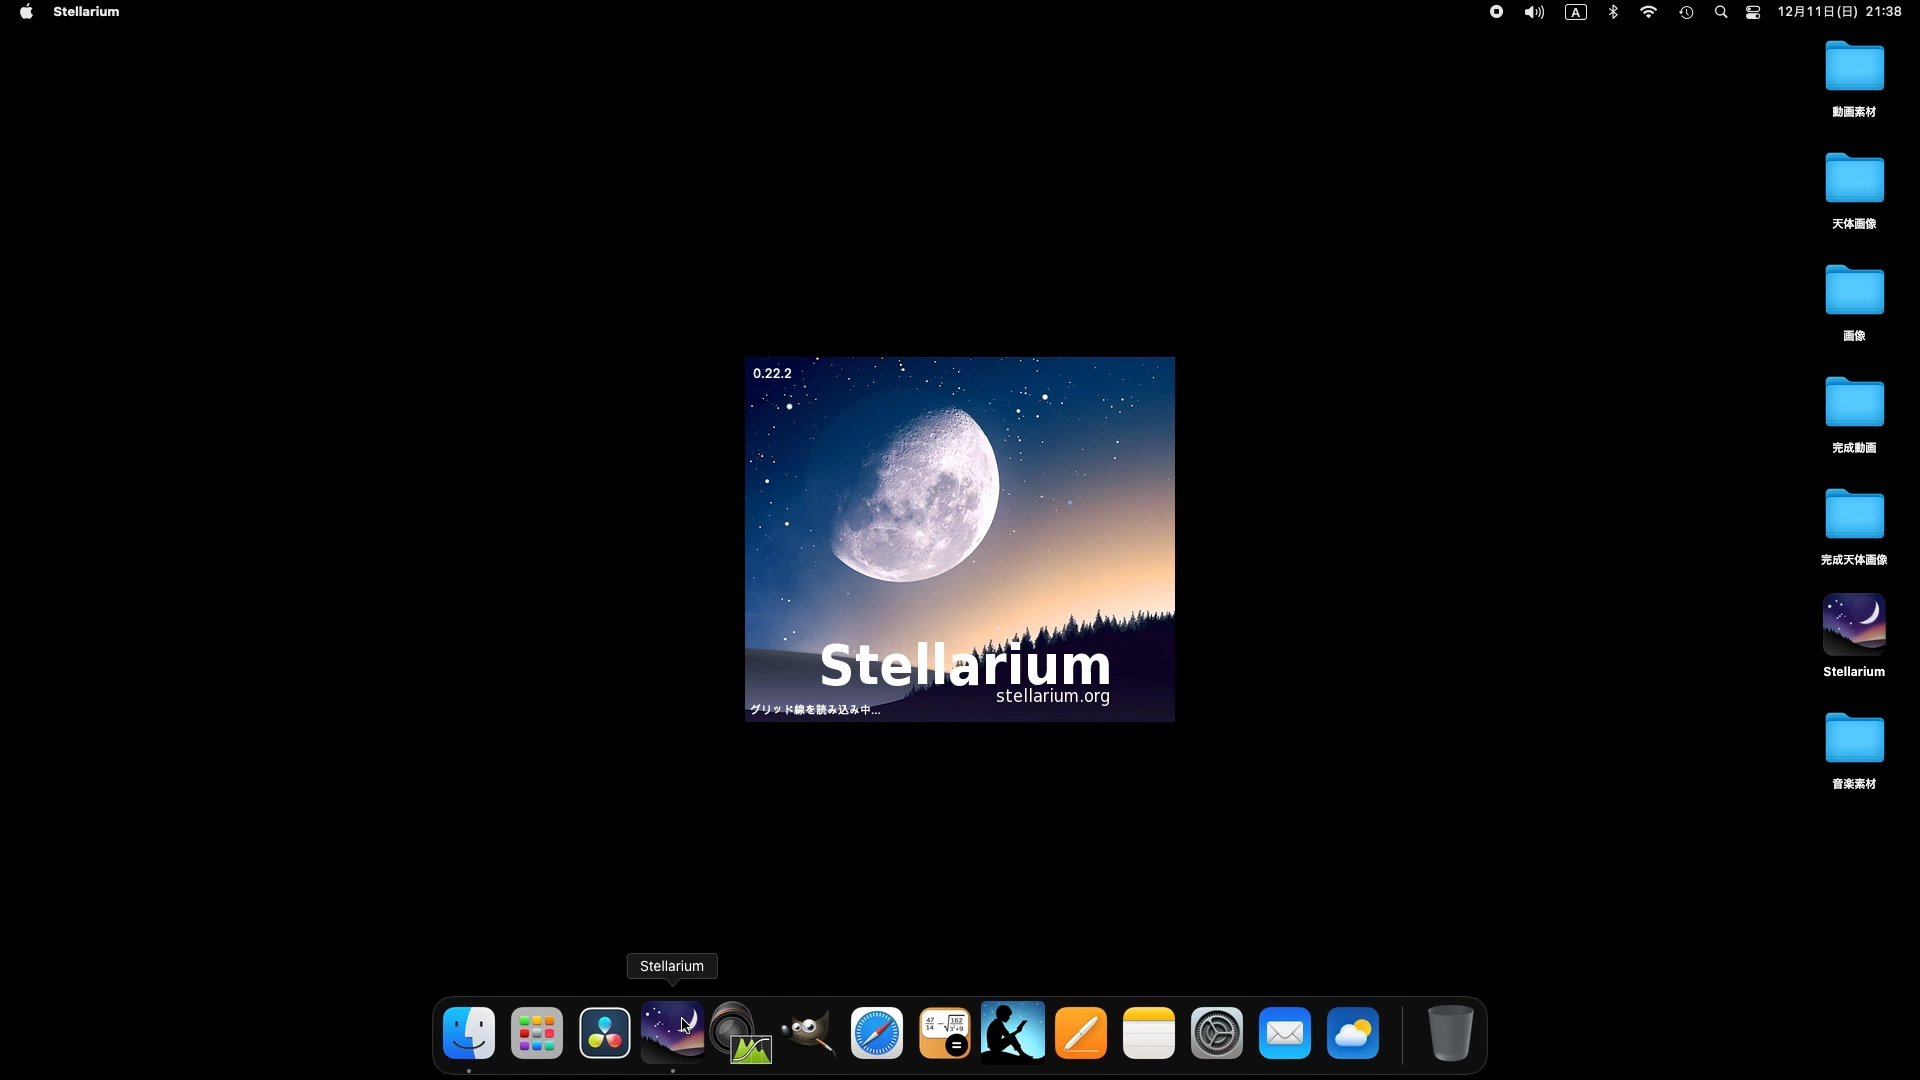 Stellarium
A
12月11日(日) 21:38
動画素材
天体画像
画像
完成動画
完成天体画像
Stellarium
音楽素材
0.22.2
Stellarium
stellarium.org
グリッド線を読み込み中...
Stellarium